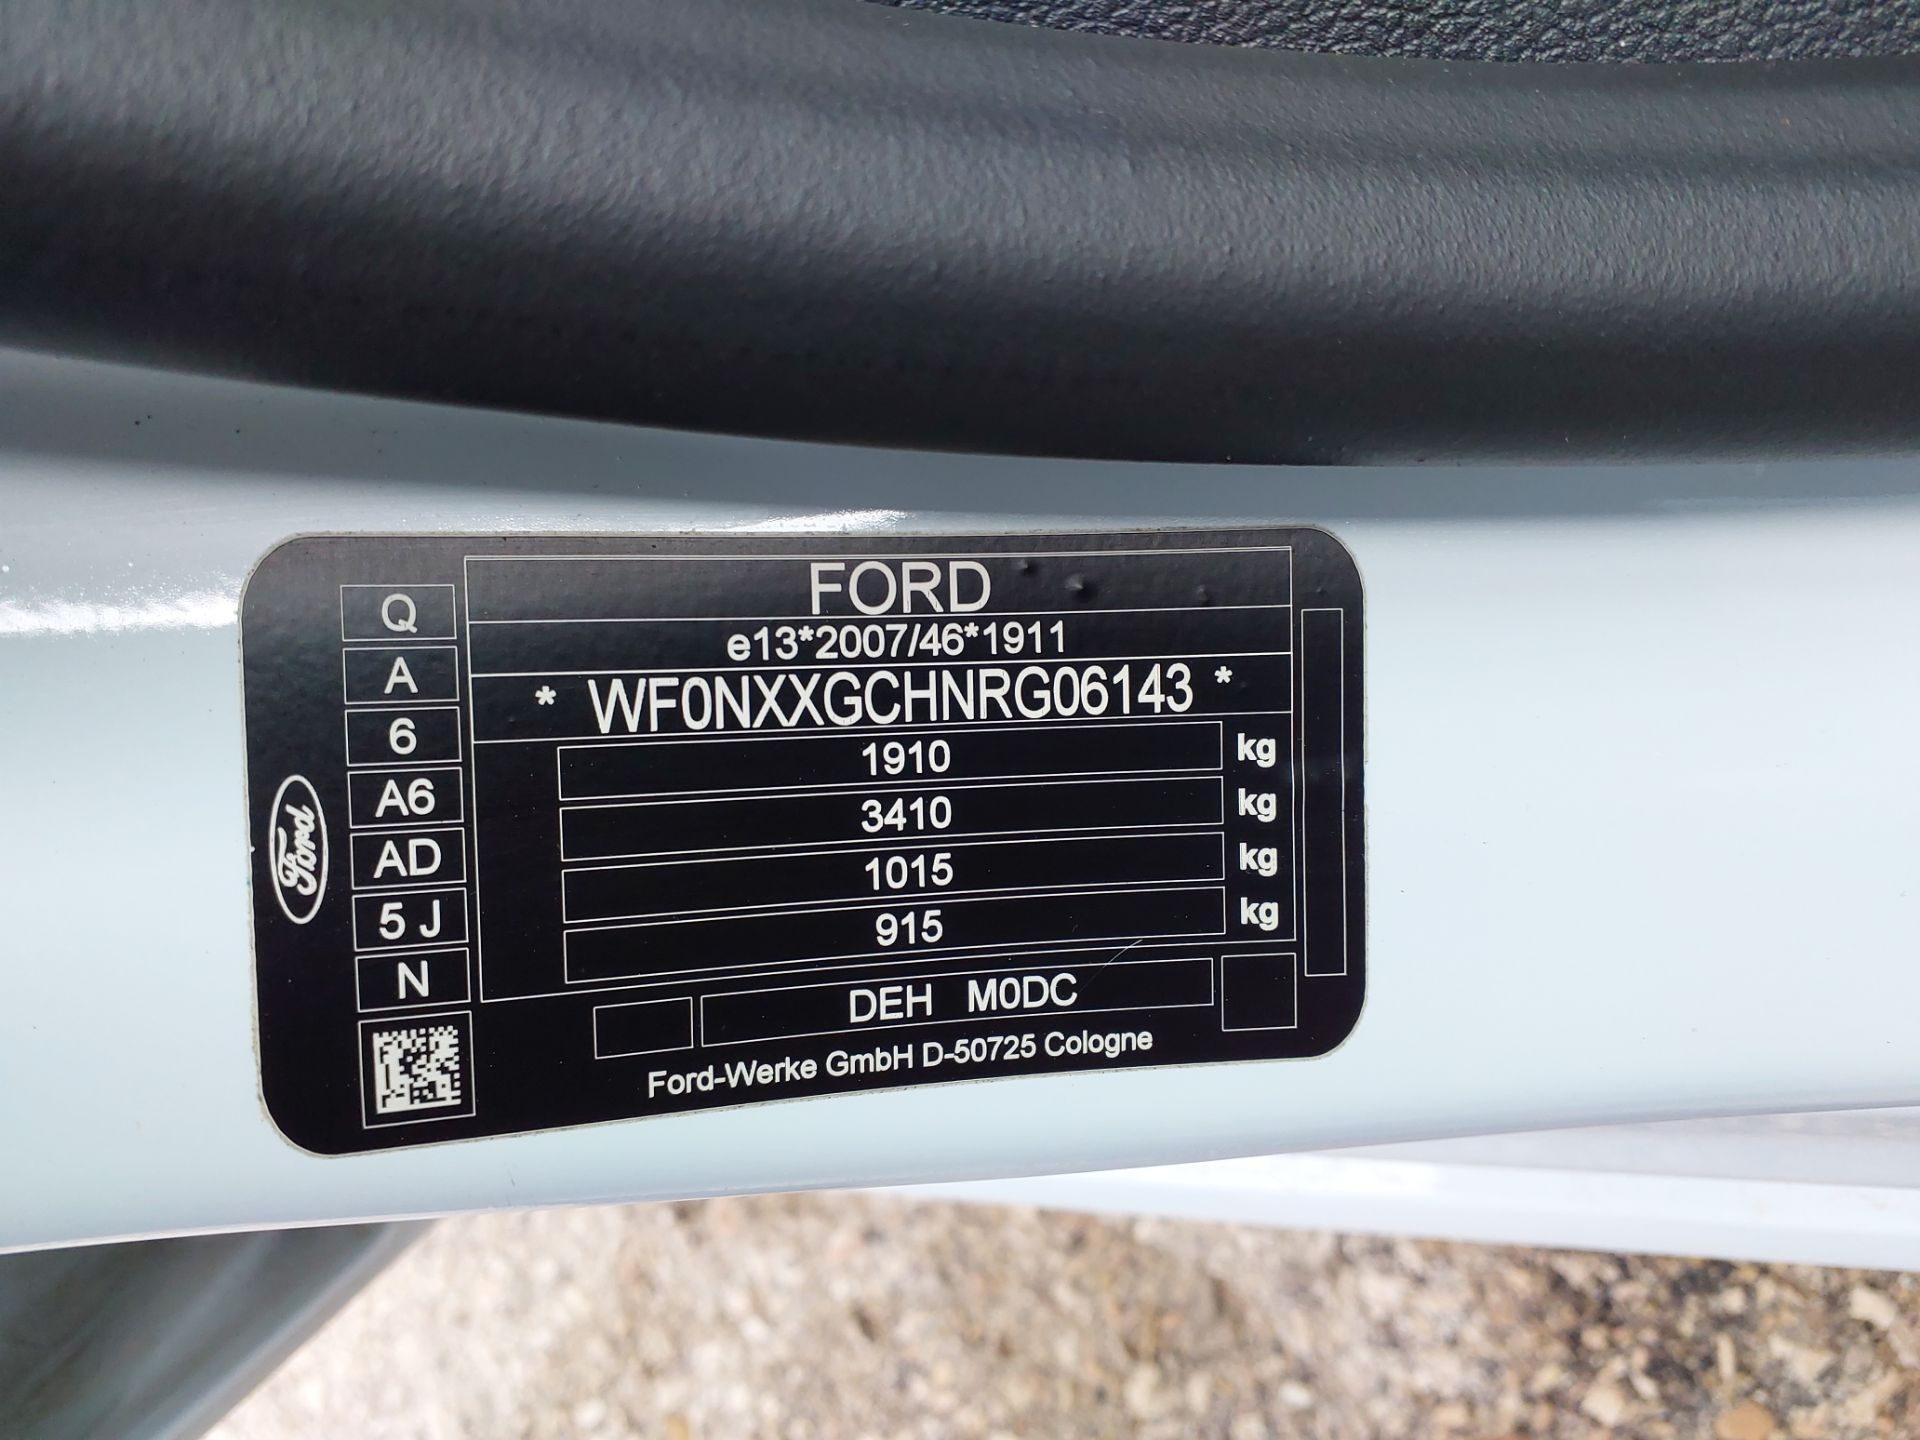 FORD
e13*2007/46*1911
* WF0NXXGCHNRG06143 *
1910 kg
3410 kg
1015 kg
915 kg
DEH M0DC
Ford-Werke GmbH D-50725 Cologne
Q
A
6
A6
AD
5 J
N
Ford